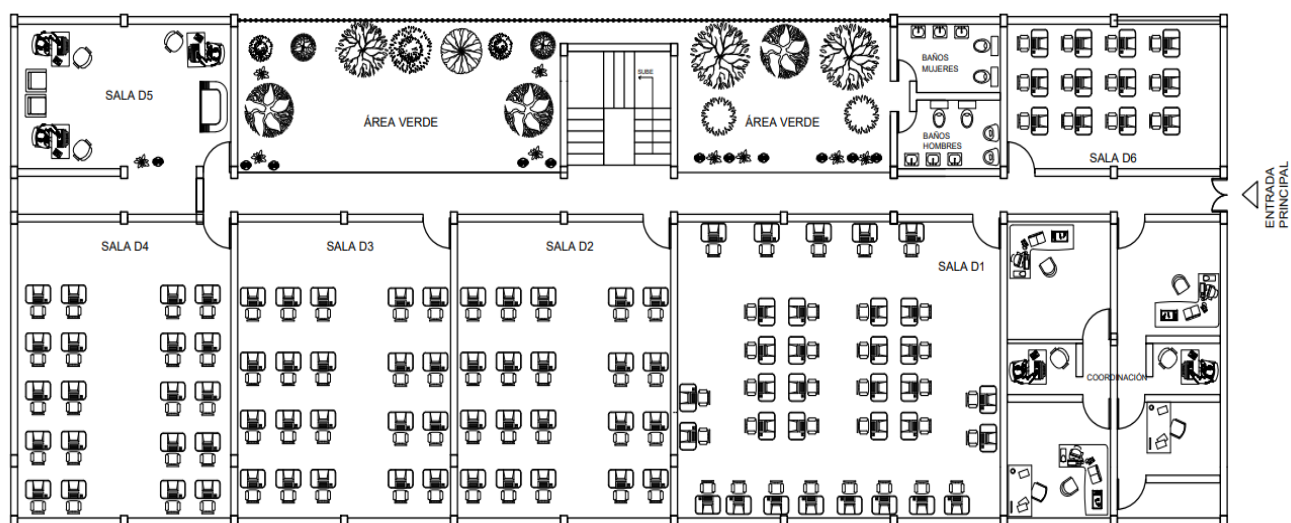 SALA D5
ÁREA VERDE
SUBE
ÁREA VERDE
BAÑOS
MUJERES
BAÑOS
HOMBRES
SALA D6
ENTRADA
PRINCIPAL
SALA D4
SALA D3
SALA D2
SALA D1
COORDINACIÓN